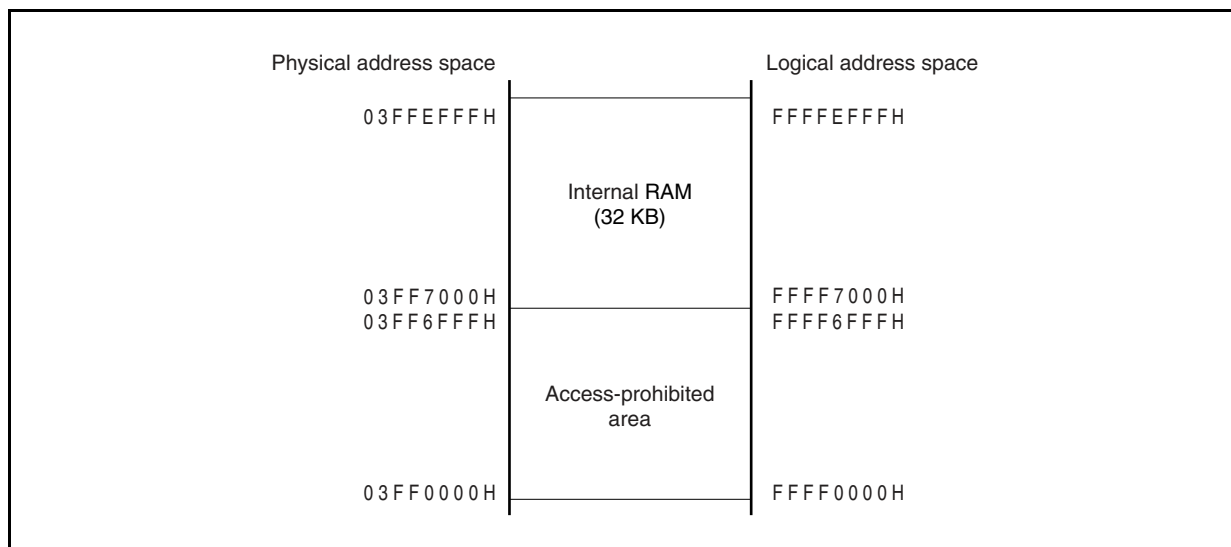 Physical address space
Logical address space
03FFEFFFH
FFFFEFFFH
Internal RAM
(32 KB)
03FF7000H
FFFF7000H
03FF6FFFH
FFFF6FFFH
Access-prohibited
area
03FF0000H
FFFF0000H